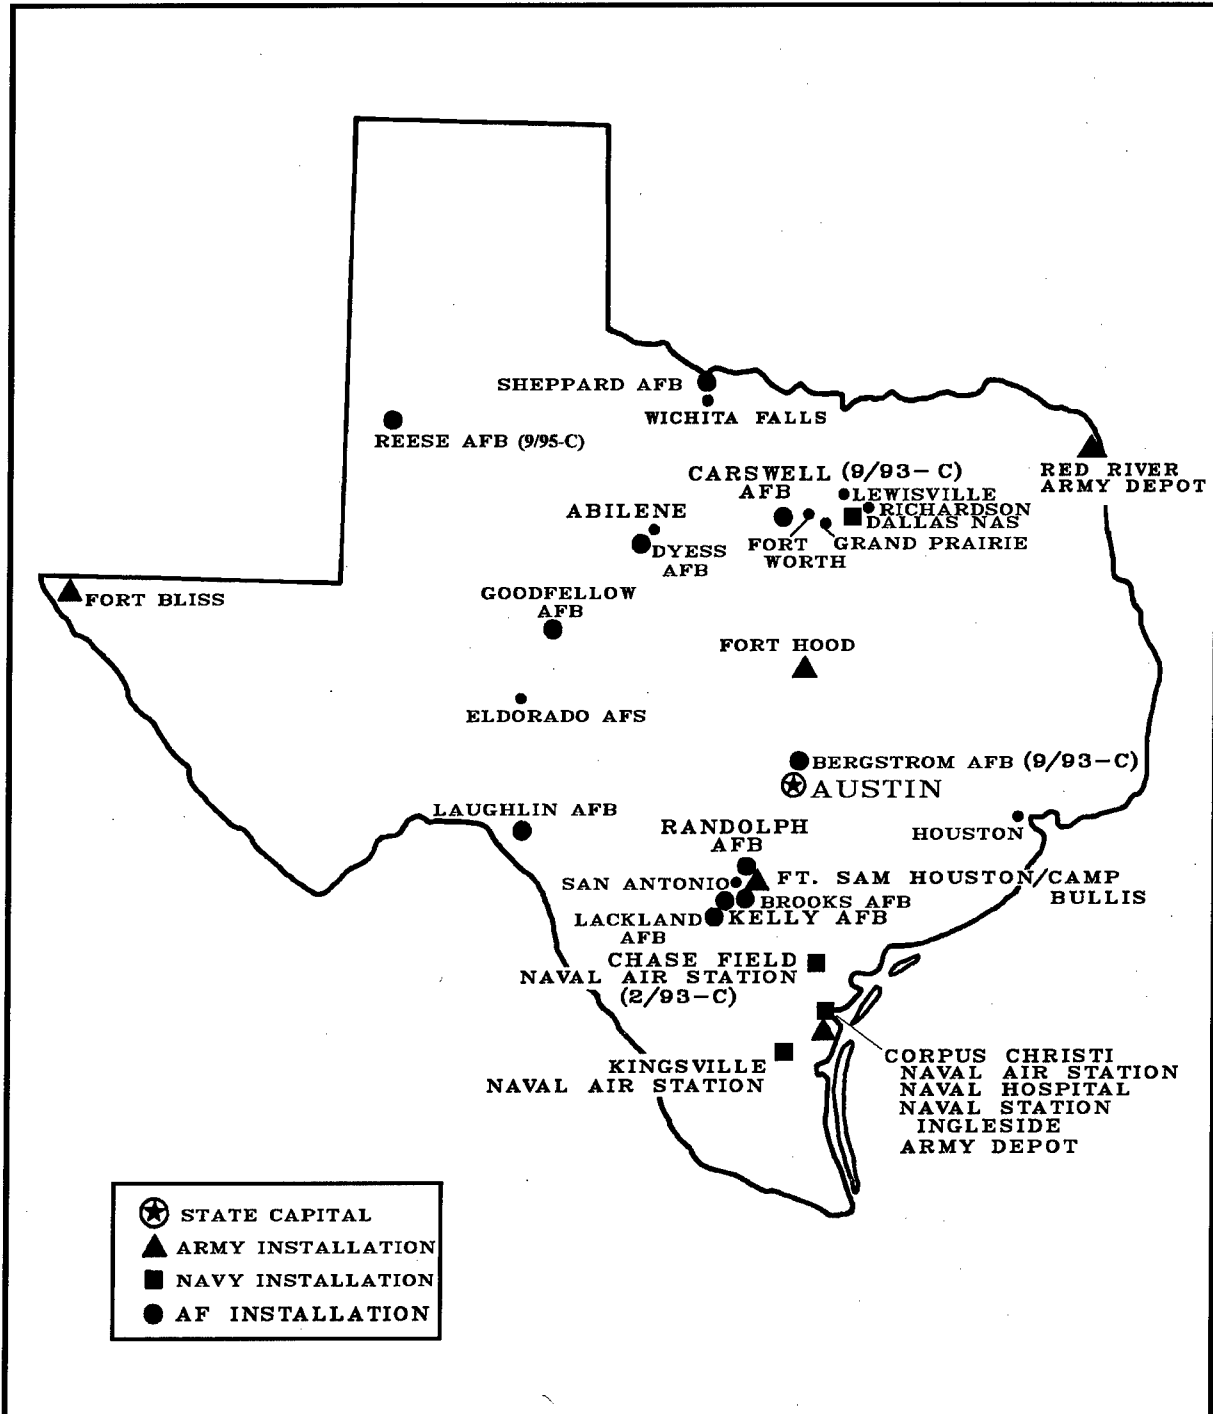 SHEPPARD AFB
WICHITA FALLS
REESE AFB (9/95-C)
CARSWELL (9/93-C)
AFB
LEWISVILLE
RICHARDSON
DALLAS NAS
RED RIVER
ARMY DEPOT
ABILENE
DYESS
AFB
FORT
WORTH
GRAND PRAIRIE
FORT BLISS
GOODFELLOW
AFB
FORT HOOD
ELDORADO AFS
BERGSTROM AFB (9/93-C)
AUSTIN
LAUGHLIN AFB
HOUSTON
RANDOLPH
AFB
SAN ANTONIO
FT. SAM HOUSTON/CAMP
BULLIS
BROOKS AFB
LACKLAND
AFB
KELLY AFB
CHASE FIELD
NAVAL AIR STATION
(2/93-C)
KINGSVILLE
NAVAL AIR STATION
CORPUS CHRISTI
NAVAL AIR STATION
NAVAL HOSPITAL
NAVAL STATION
INGLESIDE
ARMY DEPOT
STATE CAPITAL
ARMY INSTALLATION
NAVY INSTALLATION
AF INSTALLATION